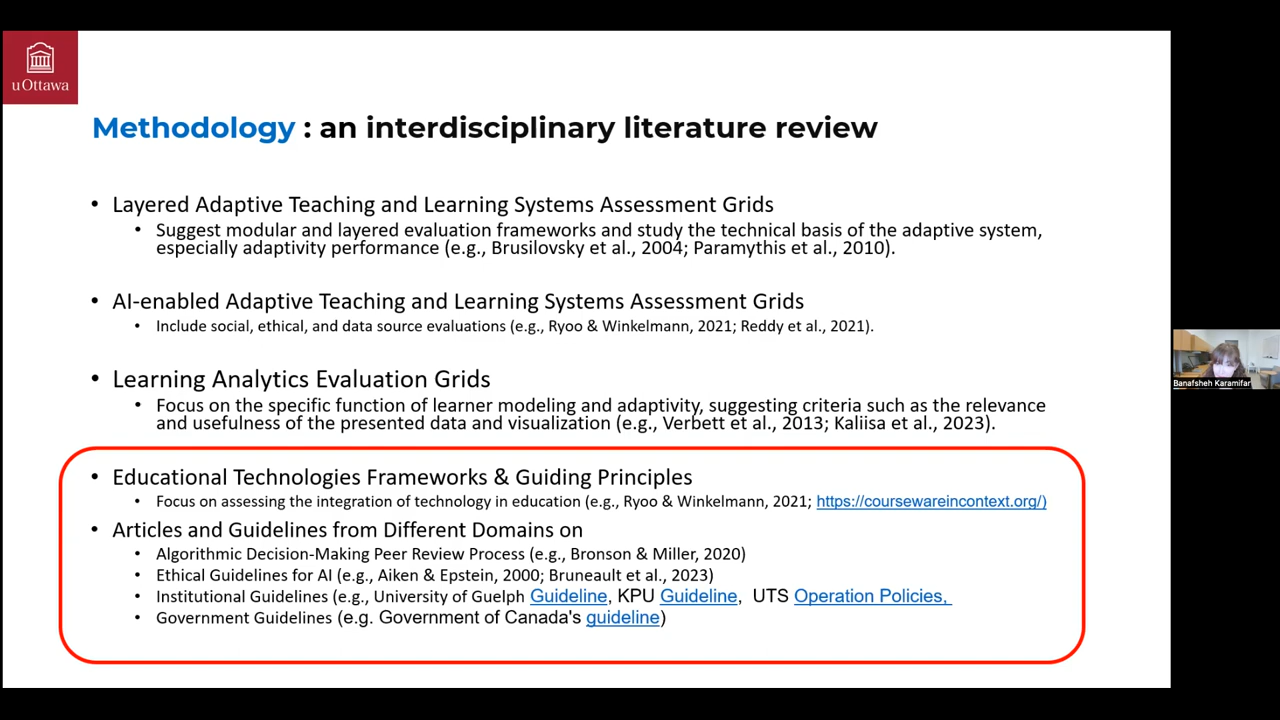 uOttawa
Methodology : an interdisciplinary literature review
• Layered Adaptive Teaching and Learning Systems Assessment Grids
• Suggest modular and layered evaluation frameworks and study the technical basis of the adaptive system,
especially adaptivity performance (e.g., Brusilovsky et al., 2004; Paramythis et al., 2010).
• AI-enabled Adaptive Teaching and Learning Systems Assessment Grids
• Include social, ethical, and data source evaluations (e.g., Ryoo & Winkelmann, 2021; Reddy et al., 2021).
• Learning Analytics Evaluation Grids
• Focus on the specific function of learner modeling and adaptivity, suggesting criteria such as the relevance
and usefulness of the presented data and visualization (e.g., Verbett et al., 2013; Kaliisa et al., 2023).
• Educational Technologies Frameworks & Guiding Principles
• Focus on assessing the integration of technology in education (e.g., Ryoo & Winkelmann, 2021; https://coursewareincontext.org/)
• Articles and Guidelines from Different Domains on
• Algorithmic Decision-Making Peer Review Process (e.g., Bronson & Miller, 2020)
• Ethical Guidelines for AI (e.g., Aiken & Epstein, 2000; Bruneault et al., 2023)
• Institutional Guidelines (e.g., University of Guelph Guideline, KPU Guideline, UTS Operation Policies,
• Government Guidelines (e.g. Government of Canada's guideline)
Banafsheh Karamifar